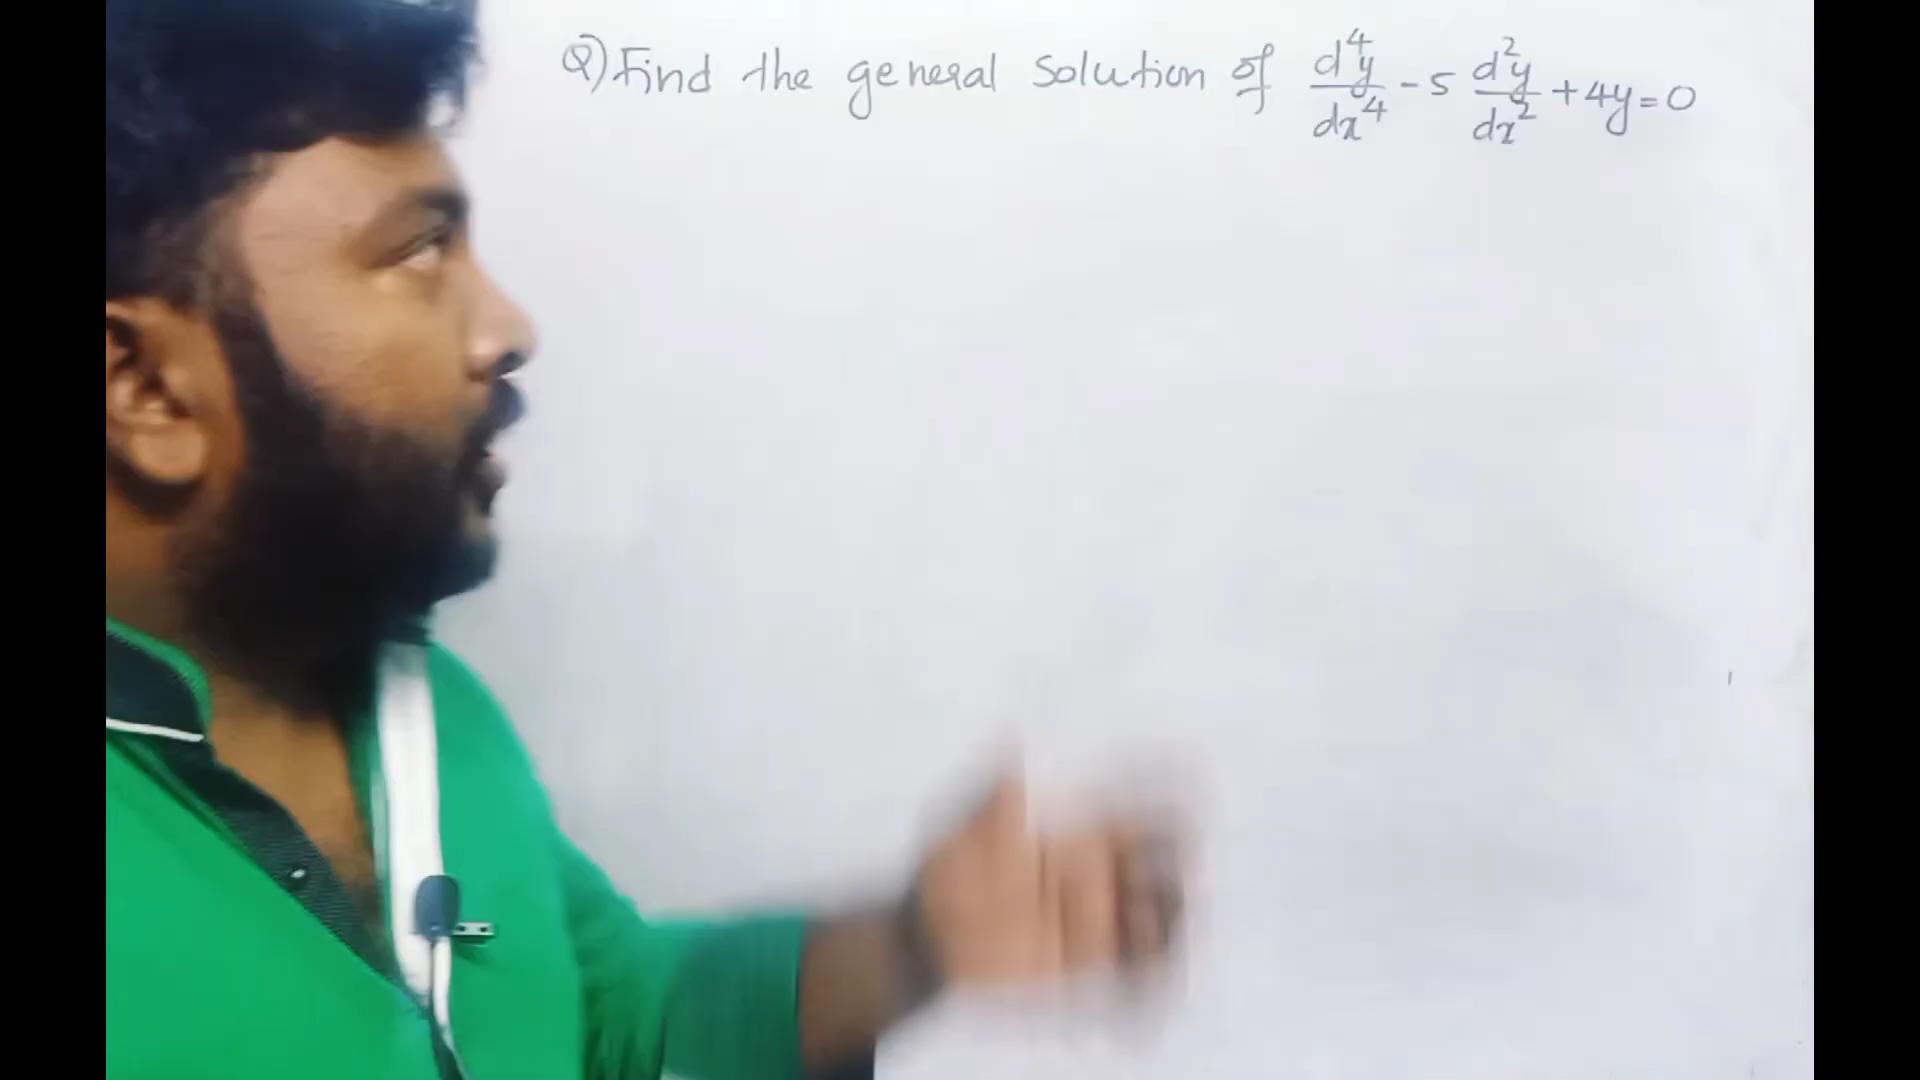 Q) Find the general solution of d⁴y/dx⁴ - 5 d²y/dx² + 4y = 0